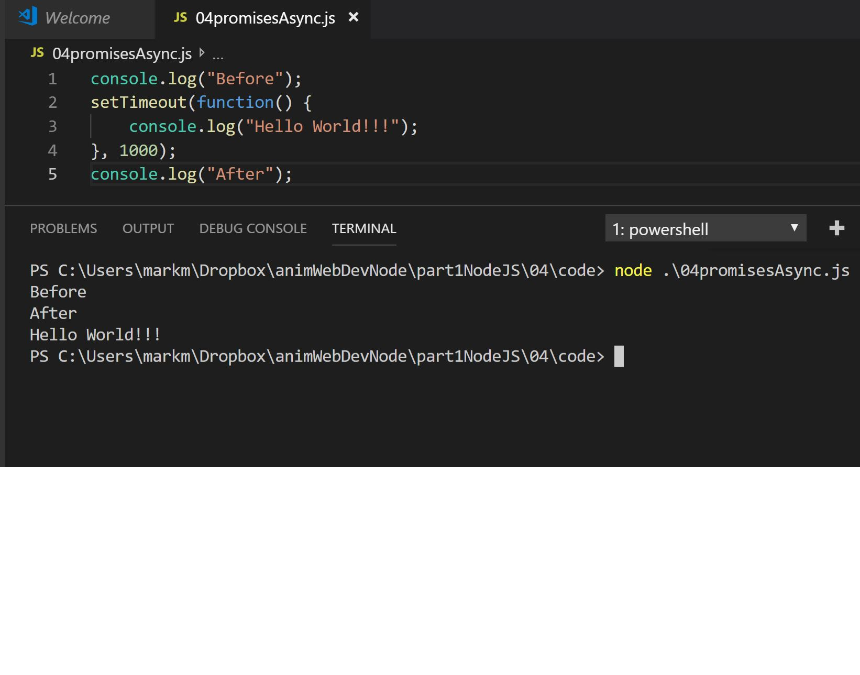 Welcome JS 04promisesAsync.js ×
JS 04promisesAsync.js > ...
1 console.log("Before");
2 setTimeout(function() {
3 console.log("Hello World!!!");
4 }, 1000);
5 console.log("After");
PROBLEMS OUTPUT DEBUG CONSOLE TERMINAL 1: powershell
PS C:\Users\markm\Dropbox\animWebDevNode\part1NodeJS\04\code> node .\04promisesAsync.js
Before
After
Hello World!!!
PS C:\Users\markm\Dropbox\animWebDevNode\part1NodeJS\04\code>